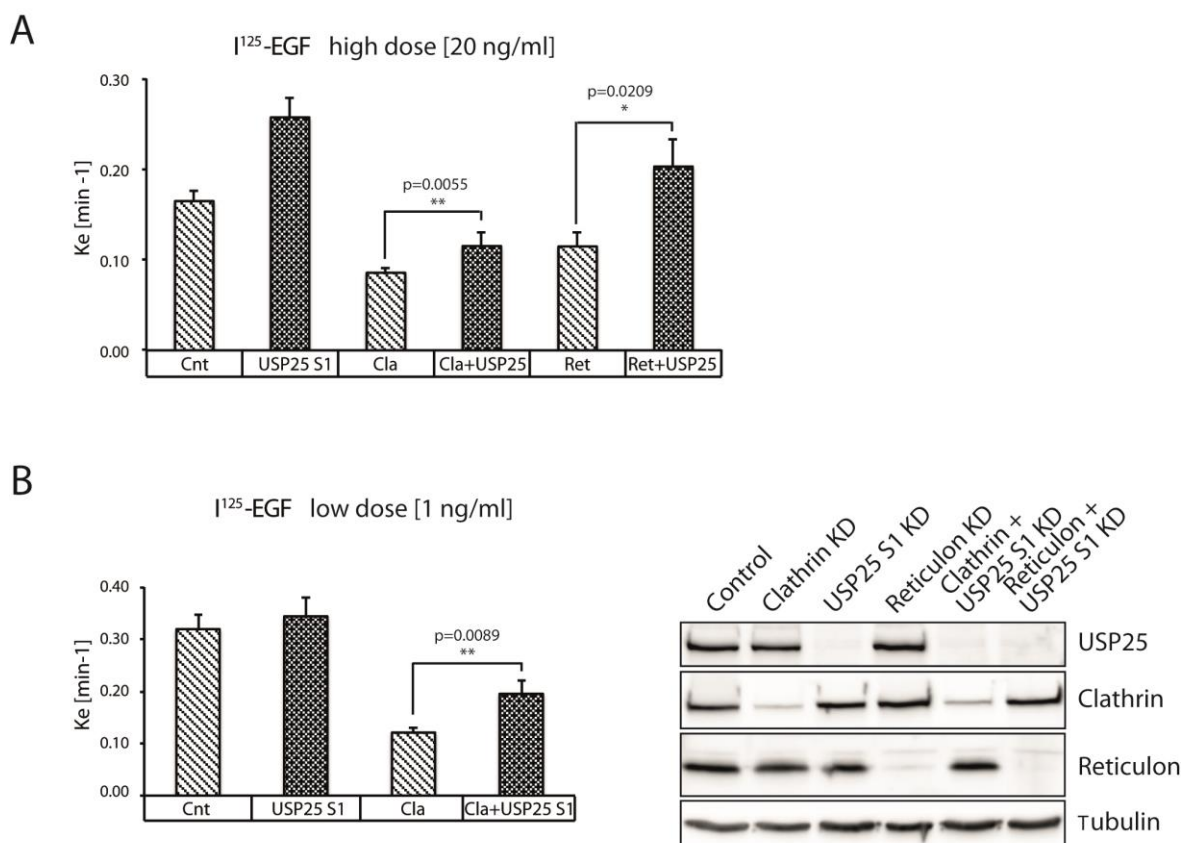 A
I¹²⁵-EGF high dose [20 ng/ml]
Ke [min -1]
0.30
0.20
0.10
0.00
p=0.0055
**
p=0.0209
*
Cnt USP25 S1 Cla Cla+USP25 Ret Ret+USP25
B
I¹²⁵-EGF low dose [1 ng/ml]
Ke [min-1]
0.40
0.30
0.20
0.10
0.00
p=0.0089
**
Cnt USP25 S1 Cla Cla+USP25 S1
Control
Clathrin KD
USP25 S1 KD
Reticulon KD
Clathrin +
USP25 S1 KD
Reticulon +
USP25 S1 KD
USP25
Clathrin
Reticulon
Tubulin